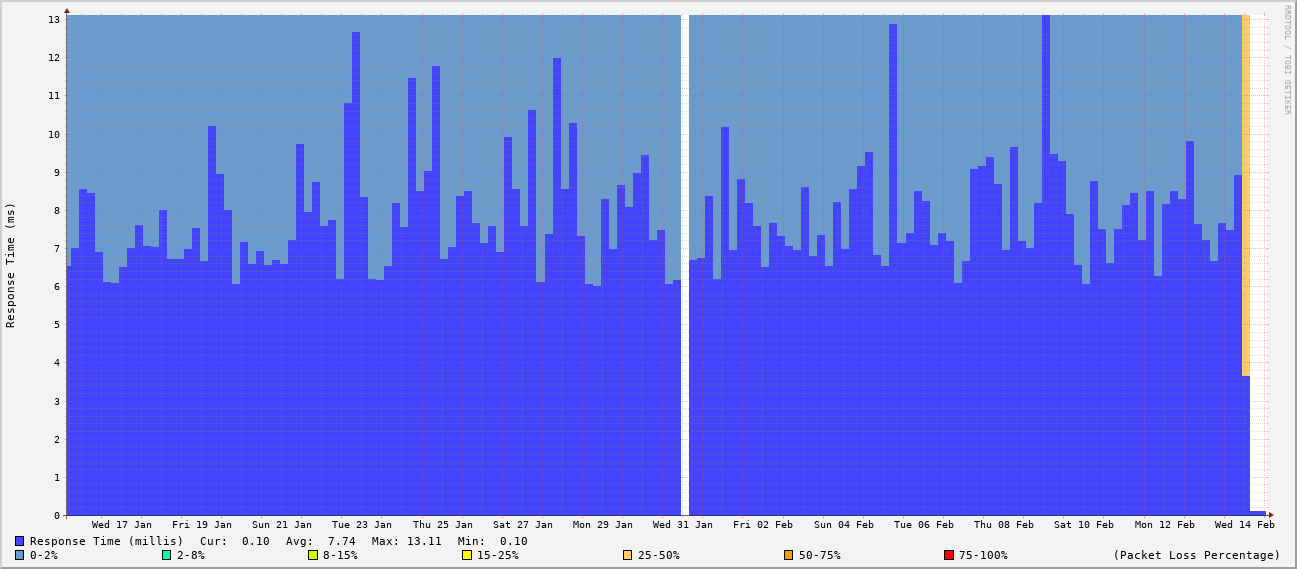 RRDTOOL / TOBI OETIKER
Response Time (ms)
13
12
11
10
9
8
7
6
5
4
3
2
1
0
Wed 17 Jan Fri 19 Jan Sun 21 Jan Tue 23 Jan Thu 25 Jan Sat 27 Jan Mon 29 Jan Wed 31 Jan Fri 02 Feb Sun 04 Feb Tue 06 Feb Thu 08 Feb Sat 10 Feb Mon 12 Feb Wed 14 Feb
Response Time (millis) Cur: 0.10 Avg: 7.74 Max: 13.11 Min: 0.10
0-2% 2-8% 8-15% 15-25% 25-50% 50-75% 75-100% (Packet Loss Percentage)